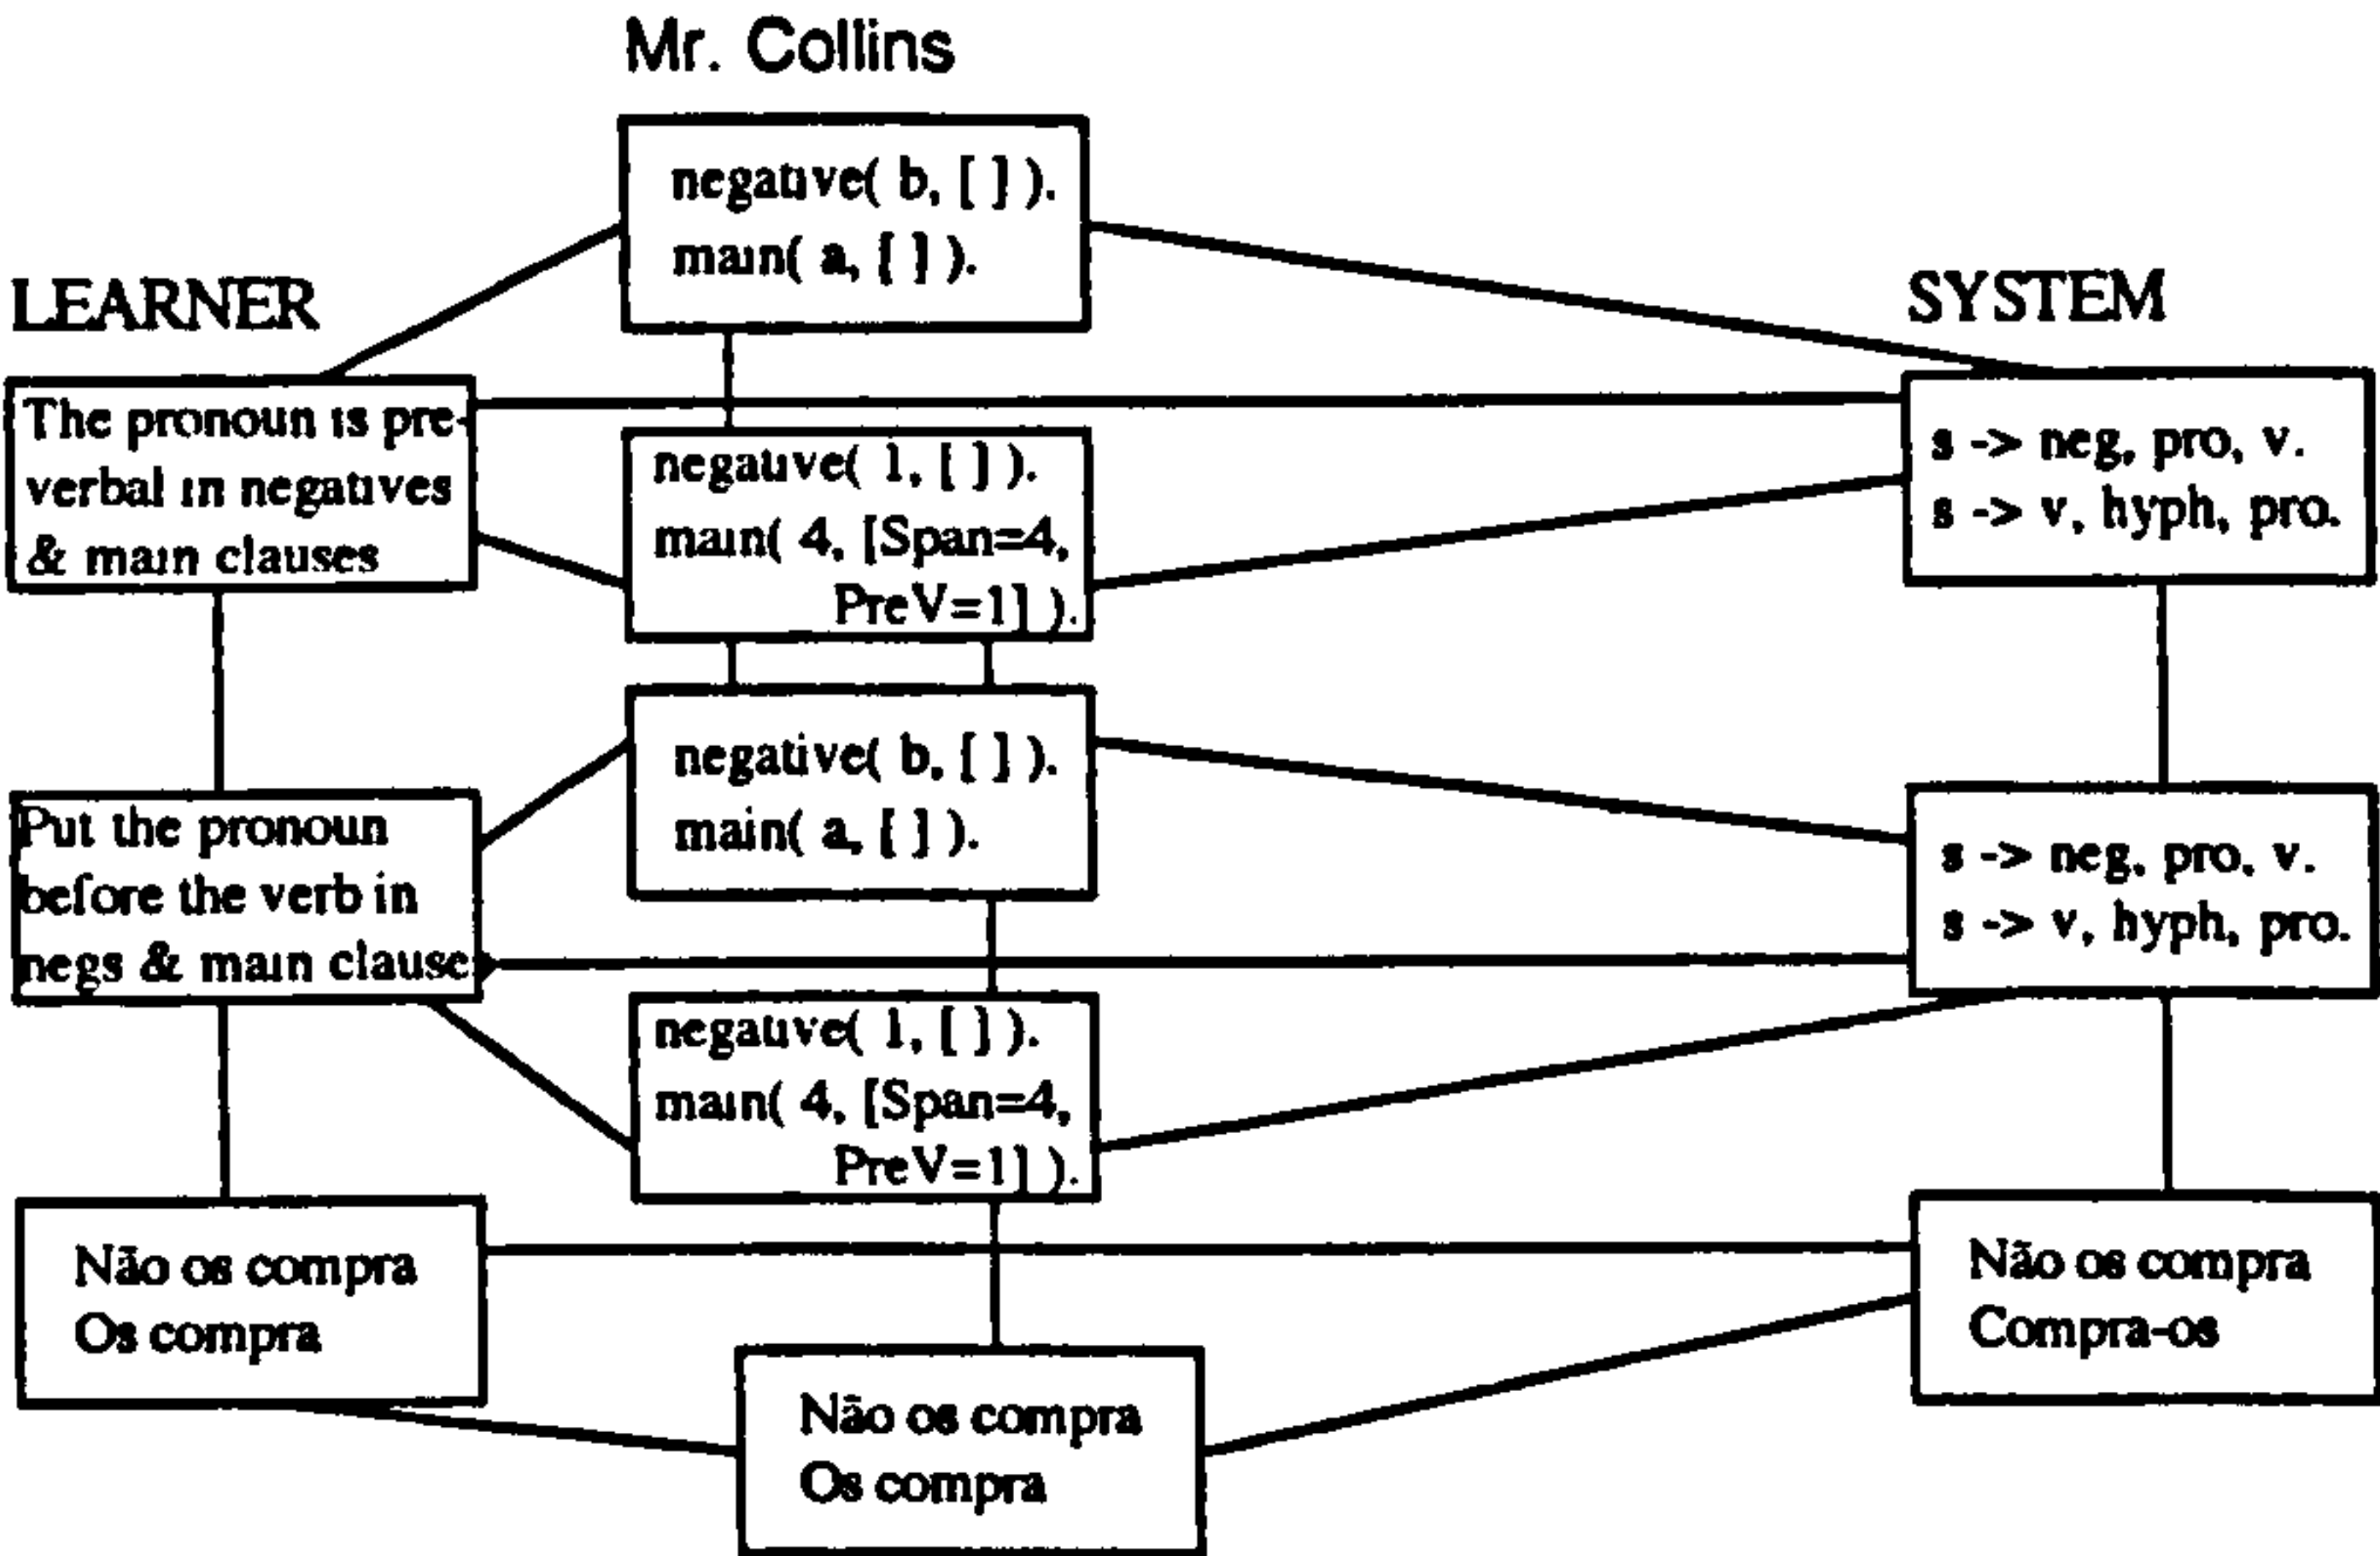 Mr. Collins
negative( b, [ ] ).
main( a, [ ] ).
LEARNER
SYSTEM
The pronoun is pre-
verbal in negatives
& main clauses
negative( 1, [ ] ).
main( 4, [Span=4,
PreV=1] ).
s -> neg, pro, v.
s -> v, hyph, pro.
negative( b, [ ] ).
main( a, [ ] ).
Put the pronoun
before the verb in
negs & main clauses
s -> neg, pro, v.
s -> v, hyph, pro.
negative( 1, [ ] ).
main( 4, [Span=4,
PreV=1] ).
Não os compra
Os compra
Não os compra
Compra-os
Não os compra
Os compra